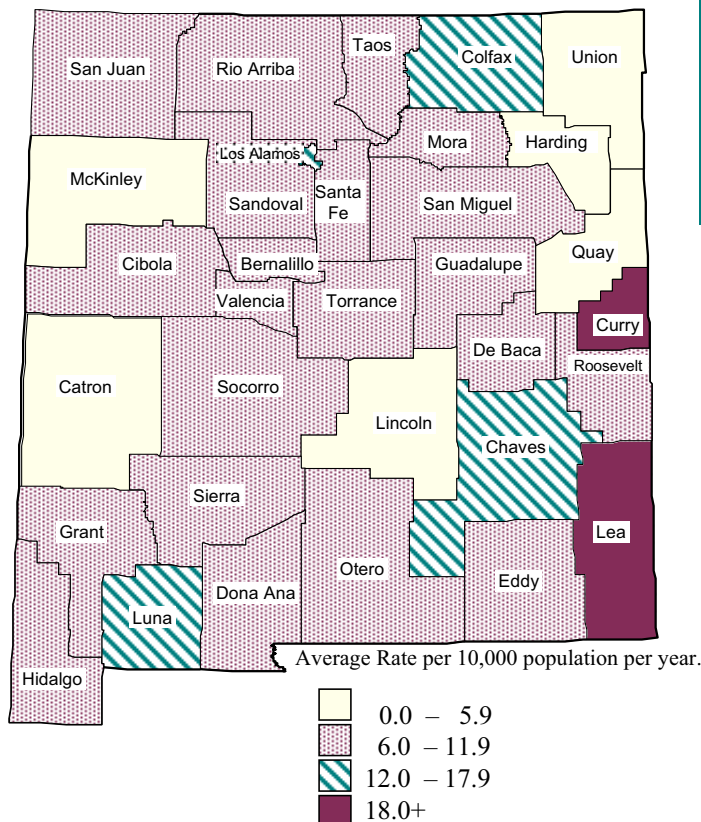 Taos
San Juan
Rio Arriba
Colfax
Union
Mora
Harding
Los Alamos
McKinley
Santa
Fe
Sandoval
San Miguel
Quay
Cibola
Bernalillo
Guadalupe
Valencia
Torrance
Curry
De Baca
Roosevelt
Catron
Socorro
Lincoln
Chaves
Sierra
Grant
Lea
Otero
Eddy
Dona Ana
Luna
Hidalgo
Average Rate per 10,000 population per year.
0.0 – 5.9
6.0 – 11.9
12.0 – 17.9
18.0+